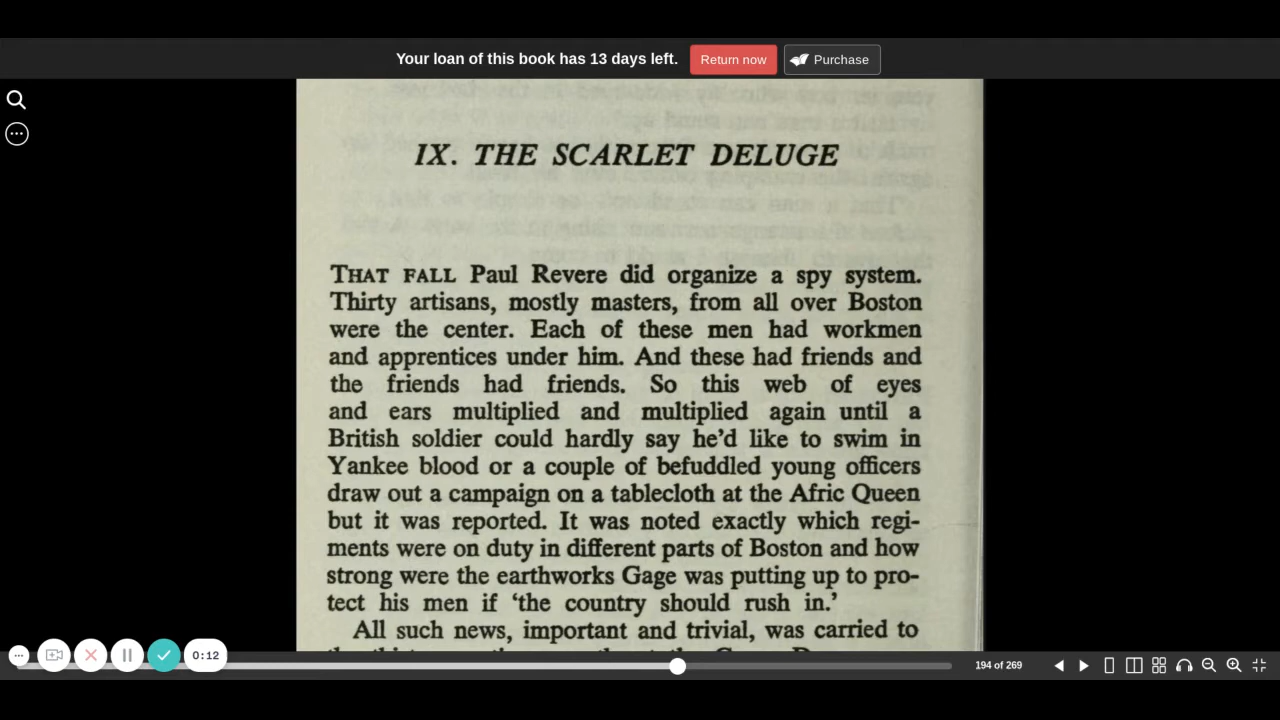 Your loan of this book has 13 days left. Return now Purchase
IX. THE SCARLET DELUGE
THAT FALL Paul Revere did organize a spy system.
Thirty artisans, mostly masters, from all over Boston
were the center. Each of these men had workmen
and apprentices under him. And these had friends and
the friends had friends. So this web of eyes
and ears multiplied and multiplied again until a
British soldier could hardly say he'd like to swim in
Yankee blood or a couple of befuddled young officers
draw out a campaign on a tablecloth at the Afric Queen
but it was reported. It was noted exactly which regi-
ments were on duty in different parts of Boston and how
strong were the earthworks Gage was putting up to pro-
tect his men if 'the country should rush in.'
All such news, important and trivial, was carried to
0:12
194 of 269